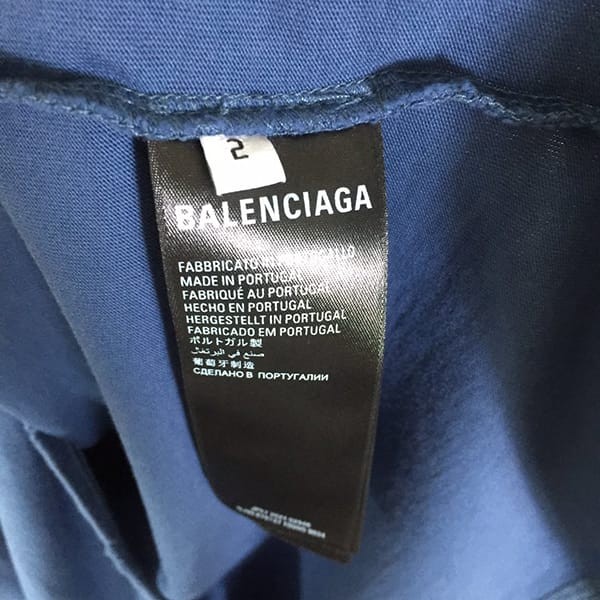 2
BALENCIAGA
FABBRICATO
MADE IN PORTUGAL
FABRIQUÉ AU PORTUGAL
HECHO EN PORTUGAL
HERGESTELLT IN PORTUGAL
FABRICADO EM PORTUGAL
ポルトガル製
صنع في البرتغال
葡萄牙制造
СДЕЛАНО В ПОРТУГАЛИИ